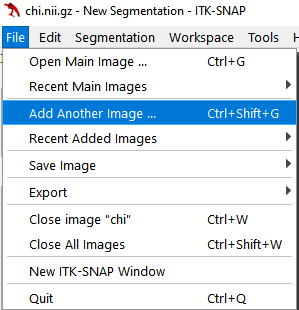 chi.nii.gz - New Segmentation - ITK-SNAP
File Edit Segmentation Workspace Tools H
Open Main Image ... Ctrl+G
Recent Main Images
Add Another Image ... Ctrl+Shift+G
Recent Added Images
Save Image
Export
Close image "chi" Ctrl+W
Close All Images Ctrl+Shift+W
New ITK-SNAP Window
Quit Ctrl+Q